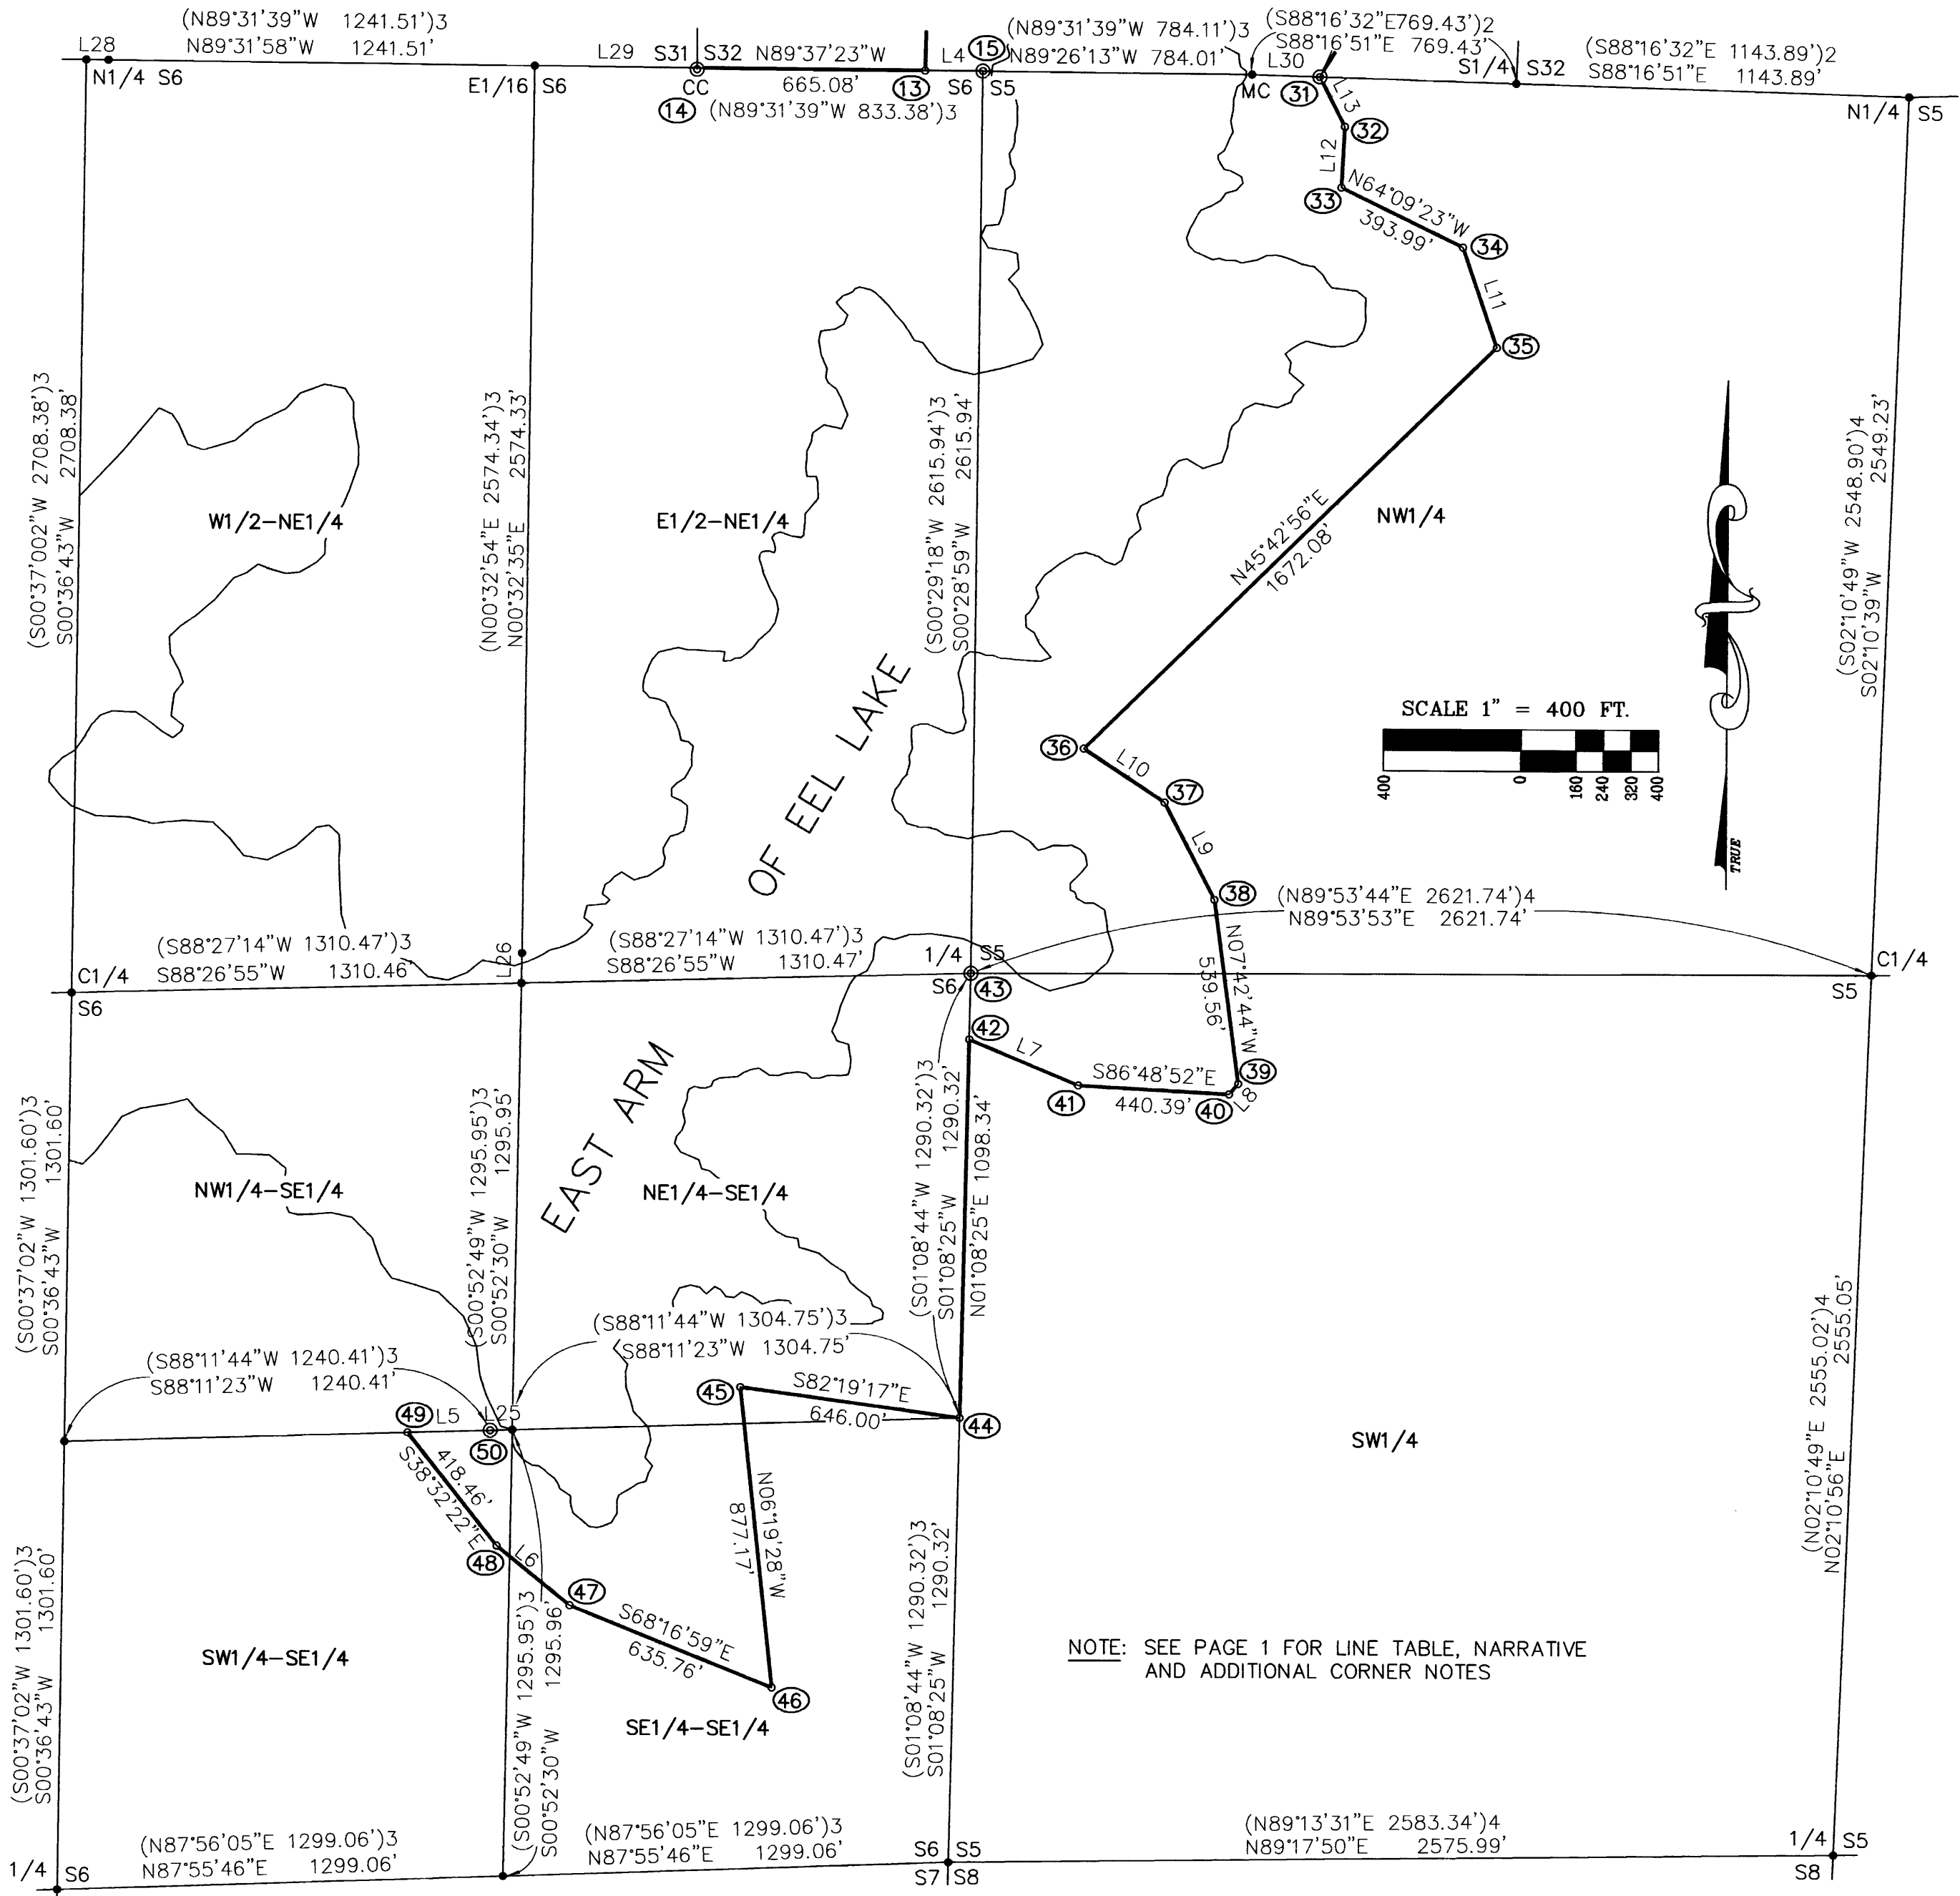 (N89°31'39"W 1241.51')3
L28 N89°31'58"W 1241.51'
N1/4 S6
L29 S31 S32 N89°37'23"W
E1/16 S6
CC
665.08'
14 (N89°31'39"W 833.38')3
13
L4
15
S6 S5
(N89°31'39"W 784.11')3
N89°26'13"W 784.01'
(S88°16'32"E769.43')2
S88°16'51"E 769.43'
L30
MC
31
S1/4 S32
(S88°16'32"E 1143.89')2
S88°16'51"E 1143.89'
N1/4 S5
L13
32
L12
33
N64°09'23"W
393.99'
34
L11
35
(S00°37'002"W 2708.38')3
S00°36'43"W 2708.38'
W1/2-NE1/4
(N00°32'54"E 2574.34')3
N00°32'35"E 2574.33'
E1/2-NE1/4
(S00°29'18"W 2615.94')3
S00°28'59"W 2615.94'
N45°42'56"E
1672.08'
NW1/4
(S02°10'49"W 2548.90')4
S02°10'39"W 2549.23'
OF EEL LAKE
SCALE 1" = 400 FT.
400 0 160 240 320 400
TRUE
36
L10
37
L9
38
(N89°53'44"E 2621.74')4
N89°53'53"E 2621.74'
(S88°27'14"W 1310.47')3
S88°26'55"W 1310.46'
C1/4
S6
L26
(S88°27'14"W 1310.47')3
S88°26'55"W 1310.47'
1/4 S5
S6 43
C1/4
S5
N07°42'44"W
539.56'
42
L7
S86°48'52"E
440.39'
41
40
L8
39
EAST ARM
(S00°37'02"W 1301.60')3
S00°36'43"W 1301.60'
NW1/4-SE1/4
(S00°52'49"W 1295.95')3
S00°52'30"W 1295.95'
NE1/4-SE1/4
(S01°08'44"W 1290.32')3
S01°08'25"W 1290.32'
N01°08'25"E 1098.34'
(S88°11'44"W 1304.75')3
S88°11'23"W 1304.75'
(S88°11'44"W 1240.41')3
S88°11'23"W 1240.41'
49 L5 L25
50
45
S82°19'17"E
646.00'
44
SW1/4
418.46'
S38°32'22"E
48
L6
47
S68°16'59"E
635.76'
46
N06°19'28"W
877.17'
(S00°37'02"W 1301.60')3
S00°36'43"W 1301.60'
SW1/4-SE1/4
(S00°52'49"W 1295.95')3
S00°52'30"W 1295.96'
SE1/4-SE1/4
(S01°08'44"W 1290.32')3
S01°08'25"W 1290.32'
(N02°10'49"E 2555.02')4
N02°10'56"E 2555.05'
NOTE: SEE PAGE 1 FOR LINE TABLE, NARRATIVE
AND ADDITIONAL CORNER NOTES
(N87°56'05"E 1299.06')3
N87°55'46"E 1299.06'
1/4 S6
(N87°56'05"E 1299.06')3
N87°55'46"E 1299.06'
S6 S5
S7 S8
(N89°13'31"E 2583.34')4
N89°17'50"E 2575.99'
1/4 S5
S8